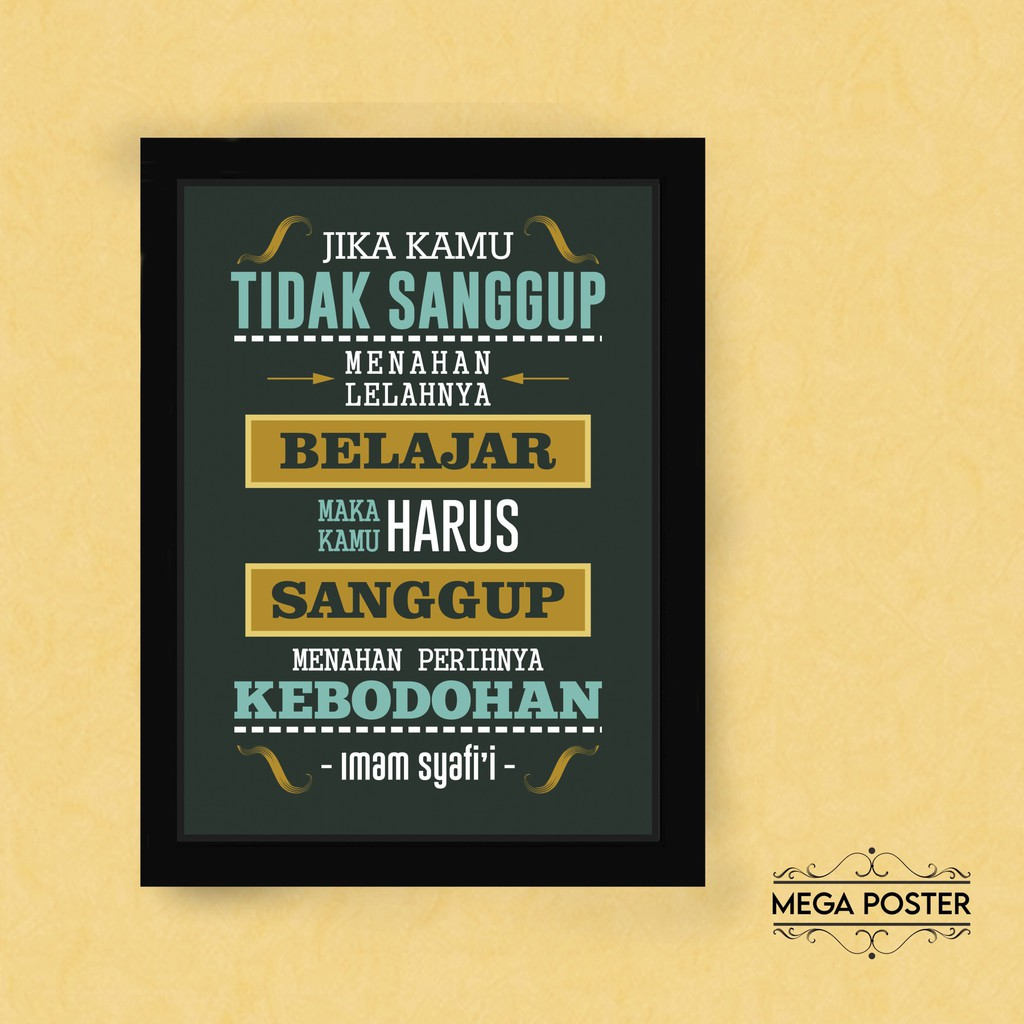 JIKA KAMU
TIDAK SANGGUP
MENAHAN
LELAHNYA
BELAJAR
MAKA
KAMU HARUS
SANGGUP
MENAHAN PERIHNYA
KEBODOHAN
- imam syafi'i -
MEGA POSTER